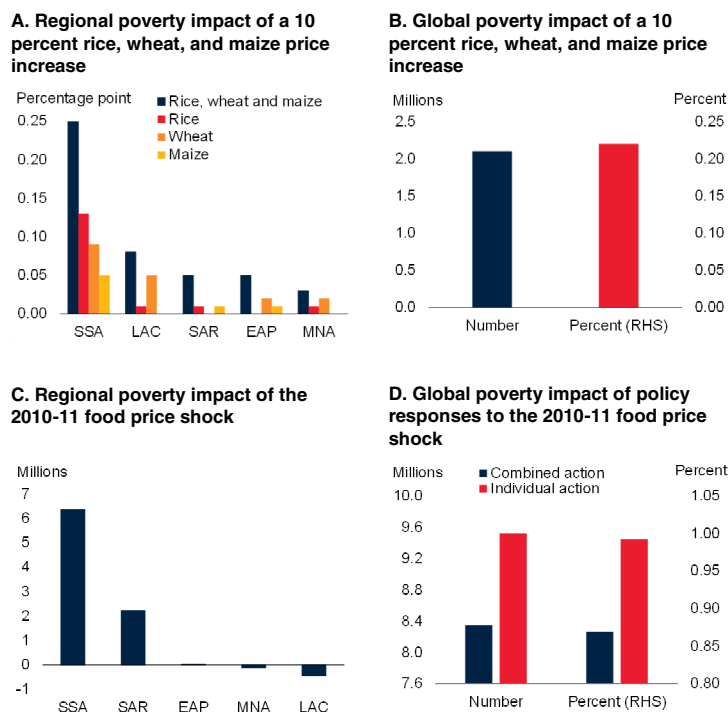 A. Regional poverty impact of a 10
percent rice, wheat, and maize price
increase
Percentage point
Rice, wheat and maize
Rice
Wheat
Maize
0.25
0.20
0.15
0.10
0.05
0.00
SSA LAC SAR EAP MNA
B. Global poverty impact of a 10
percent rice, wheat, and maize price
increase
Millions Percent
2.5 0.25
2.0 0.20
1.5 0.15
1.0 0.10
0.5 0.05
0.0 0.00
Number Percent (RHS)
C. Regional poverty impact of the
2010-11 food price shock
Millions
7
6
5
4
3
2
1
0
-1
SSA SAR EAP MNA LAC
D. Global poverty impact of policy
responses to the 2010-11 food price
shock
Millions Percent
Combined action
Individual action
10.0 1.05
9.6 1.00
9.2 0.95
8.8 0.90
8.4 0.85
8.0 0.80
7.6
Number Percent (RHS)